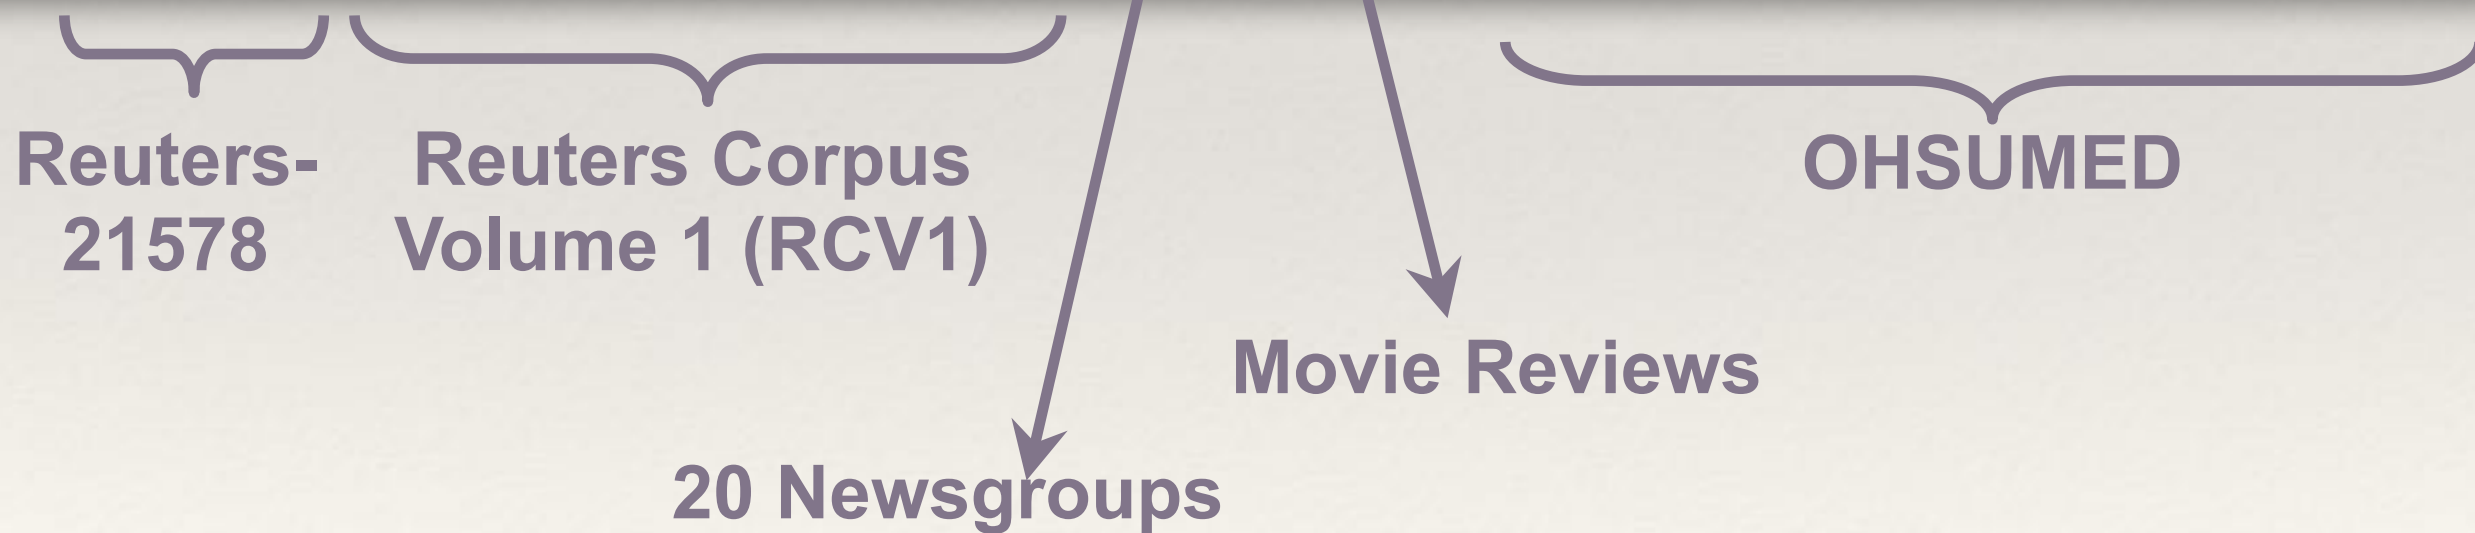 Reuters-
21578
Reuters Corpus
Volume 1 (RCV1)
OHSUMED
Movie Reviews
20 Newsgroups